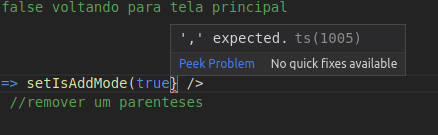 false voltando para tela principal
',' expected. ts(1005)
Peek Problem No quick fixes available
=> setIsAddMode(true} />
//remover um parenteses